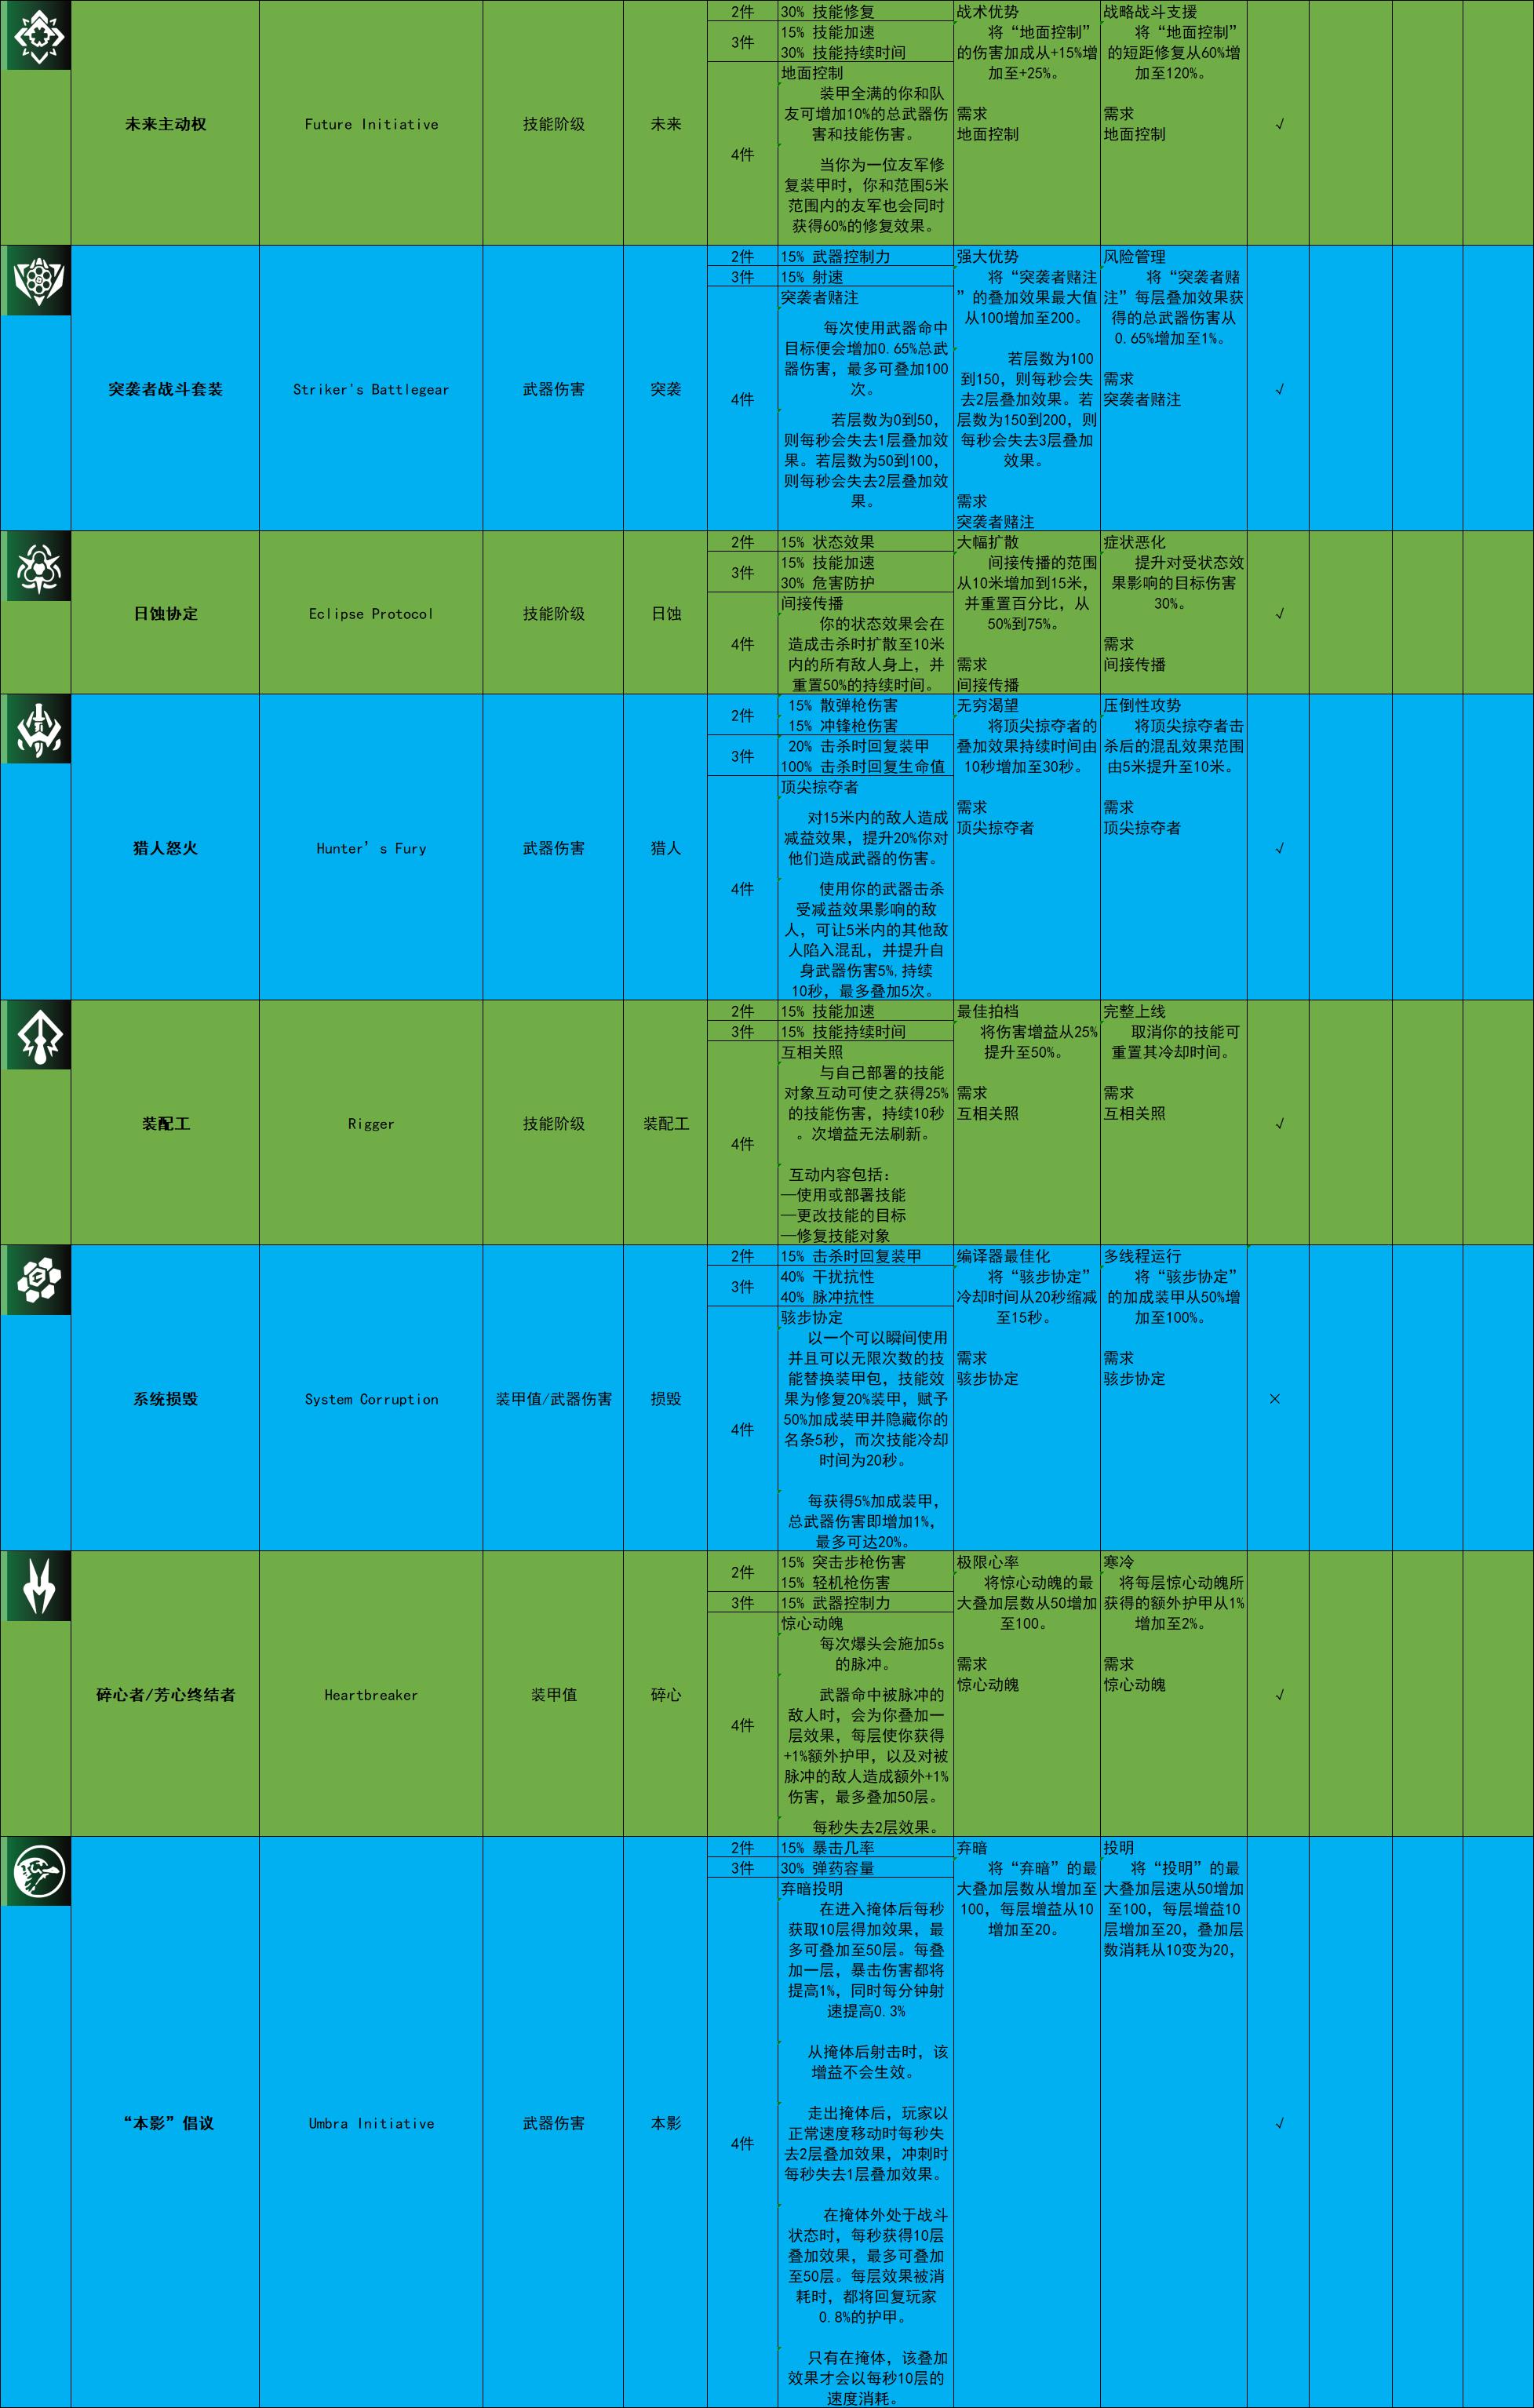 未来主动权
Future Initiative
技能阶级
未来
2件
30% 技能修复
3件
15% 技能加速
30% 技能持续时间
4件
地面控制
装甲全满的你和队
友可增加10%的总武器伤
害和技能伤害。
当你为一位友军修
复装甲时，你和范围5米
范围内的友军也会同时
获得60%的修复效果。
战术优势
将“地面控制”
的伤害加成从+15%增
加至+25%。
需求
地面控制
战略战斗支援
将“地面控制”
的短距修复从60%增
加至120%。
需求
地面控制
√
突袭者战斗套装
Striker's Battlegear
武器伤害
突袭
2件
15% 武器控制力
3件
15% 射速
4件
突袭者赌注
每次使用武器命中
目标便会增加0.65%总武
器伤害，最多可叠加100
次。
若层数为0到50，
则每秒会失去1层叠加效
果。若层数为50到100，
则每秒会失去2层叠加效
果。
强大优势
将“突袭者赌注
”的叠加效果最大值
从100增加至200。
若层数为100
到150，则每秒会失
去2层叠加效果。若
层数为150到200，则
每秒会失去3层叠加
效果。
需求
突袭者赌注
风险管理
将“突袭者赌
注”每层叠加效果获
得的总武器伤害从
0.65%增加至1%。
需求
突袭者赌注
√
日蚀协定
Eclipse Protocol
技能阶级
日蚀
2件
15% 状态效果
3件
15% 技能加速
30% 危害防护
4件
间接传播
你的状态效果会在
造成击杀时扩散至10米
内的所有敌人身上，并
重置50%的持续时间。
大幅扩散
间接传播的范围
从10米增加到15米，
并重置百分比，从
50%到75%。
需求
间接传播
症状恶化
提升对受状态效
果影响的目标伤害
30%。
需求
间接传播
√
猎人怒火
Hunter’s Fury
武器伤害
猎人
2件
15% 散弹枪伤害
15% 冲锋枪伤害
3件
20% 击杀时回复装甲
100% 击杀时回复生命值
4件
顶尖掠夺者
对15米内的敌人造成
减益效果，提升20%你对
他们造成武器的伤害。
使用你的武器击杀
受减益效果影响的敌
人，可让5米内的其他敌
人陷入混乱，并提升自
身武器伤害5%,持续
10秒，最多叠加5次。
无穷渴望
将顶尖掠夺者的
叠加效果持续时间由
10秒增加至30秒。
需求
顶尖掠夺者
压倒性攻势
将顶尖掠夺者击
杀后的混乱效果范围
由5米提升至10米。
需求
顶尖掠夺者
√
装配工
Rigger
技能阶级
装配工
2件
15% 技能加速
3件
15% 技能持续时间
4件
互相关照
与自己部署的技能
对象互动可使之获得25%
的技能伤害，持续10秒
。次增益无法刷新。
互动内容包括：
—使用或部署技能
—更改技能的目标
—修复技能对象
最佳拍档
将伤害增益从25%
提升至50%。
需求
互相关照
完整上线
取消你的技能可
重置其冷却时间。
需求
互相关照
√
系统损毁
System Corruption
装甲值/武器伤害
损毁
2件
15% 击杀时回复装甲
3件
40% 干扰抗性
40% 脉冲抗性
4件
骇步协定
以一个可以瞬间使用
并且可以无限次数的技
能替换装甲包，技能效
果为修复20%装甲，赋予
50%加成装甲并隐藏你的
名条5秒，而次技能冷却
时间为20秒。
每获得5%加成装甲，
总武器伤害即增加1%，
最多可达20%。
编译器最佳化
将“骇步协定”
冷却时间从20秒缩减
至15秒。
需求
骇步协定
多线程运行
将“骇步协定”
的加成装甲从50%增
加至100%。
需求
骇步协定
×
碎心者/芳心终结者
Heartbreaker
装甲值
碎心
2件
15% 突击步枪伤害
15% 轻机枪伤害
3件
15% 武器控制力
4件
惊心动魄
每次爆头会施加5s
的脉冲。
武器命中被脉冲的
敌人时，会为你叠加一
层效果，每层使你获得
+1%额外护甲，以及对被
脉冲的敌人造成额外+1%
伤害，最多叠加50层。
每秒失去2层效果。
极限心率
将惊心动魄的最
大叠加层数从50增加
至100。
需求
惊心动魄
寒冷
将每层惊心动魄所
获得的额外护甲从1%
增加至2%。
需求
惊心动魄
√
“本影”倡议
Umbra Initiative
武器伤害
本影
2件
15% 暴击几率
3件
30% 弹药容量
4件
弃暗投明
在进入掩体后每秒
获取10层得加效果，最
多可叠加至50层。每叠
加一层，暴击伤害都将
提高1%，同时每分钟射
速提高0.3%
从掩体后射击时，该
增益不会生效。
走出掩体后，玩家以
正常速度移动时每秒失
去2层叠加效果，冲刺时
每秒失去1层叠加效果。
在掩体外处于战斗
状态时，每秒获得10层
叠加效果，最多可叠加
至50层。每层效果被消
耗时，都将回复玩家
0.8%的护甲。
只有在掩体，该叠加
效果才会以每秒10层的
速度消耗。
弃暗
将“弃暗”的最
大叠加层数从增加至
100，每层增益从10
增加至20。
投明
将“投明”的最
大叠加层速从50增加
至100，每层增益10
层增加至20，叠加层
数消耗从10变为20，
√